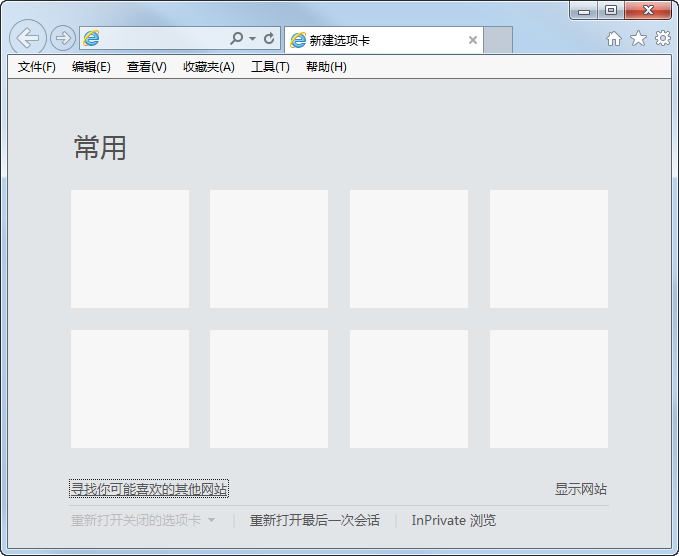 新建选项卡
文件(F) 编辑(E) 查看(V) 收藏夹(A) 工具(T) 帮助(H)
常用
寻找你可能喜欢的其他网站 显示网站
重新打开关闭的选项卡 重新打开最后一次会话 InPrivate 浏览